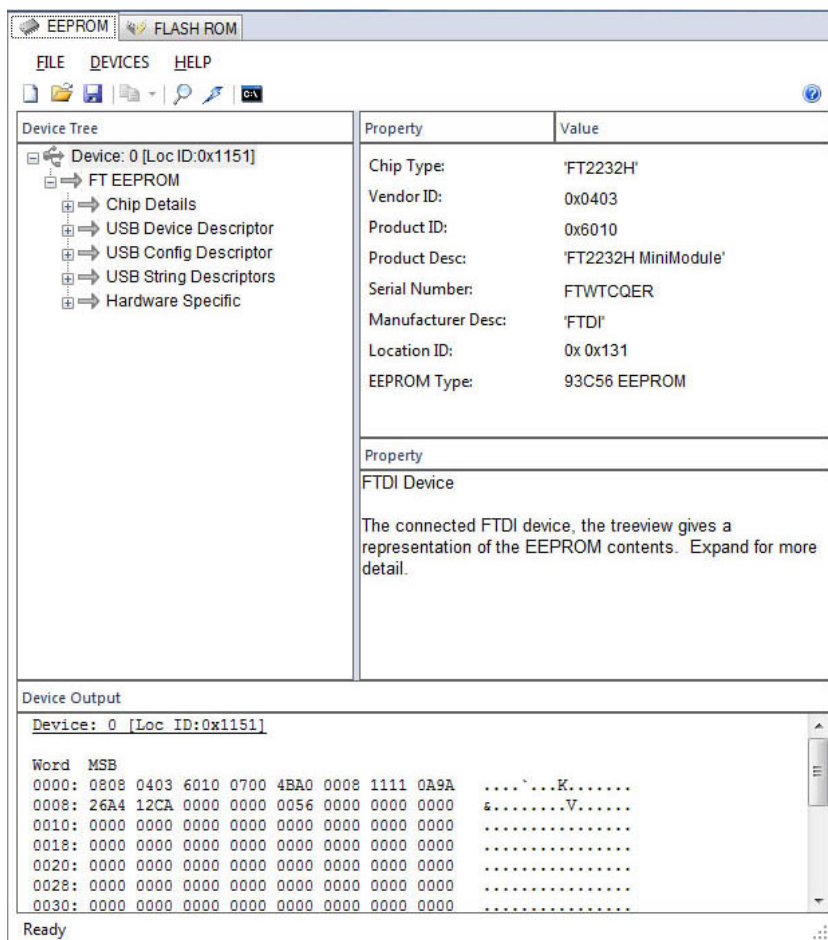 EEPROM FLASH ROM
FILE DEVICES HELP
C:\
Device Tree
Device: 0 [Loc ID:0x1151]
FT EEPROM
Chip Details
USB Device Descriptor
USB Config Descriptor
USB String Descriptors
Hardware Specific
Property Value
Chip Type: 'FT2232H'
Vendor ID: 0x0403
Product ID: 0x6010
Product Desc: 'FT2232H MiniModule'
Serial Number: FTWTCQER
Manufacturer Desc: 'FTDI'
Location ID: 0x 0x131
EEPROM Type: 93C56 EEPROM
Property
FTDI Device
The connected FTDI device, the treeview gives a
representation of the EEPROM contents. Expand for more
detail.
Device Output
Device: 0 [Loc ID:0x1151]
Word MSB
0000: 0808 0403 6010 0700 4BA0 0008 1111 0A9A ....`...K.......
0008: 26A4 12CA 0000 0000 0056 0000 0000 0000 &........V......
0010: 0000 0000 0000 0000 0000 0000 0000 0000 ................
0018: 0000 0000 0000 0000 0000 0000 0000 0000 ................
0020: 0000 0000 0000 0000 0000 0000 0000 0000 ................
0028: 0000 0000 0000 0000 0000 0000 0000 0000 ................
0030: 0000 0000 0000 0000 0000 0000 0000 0000 ................
Ready